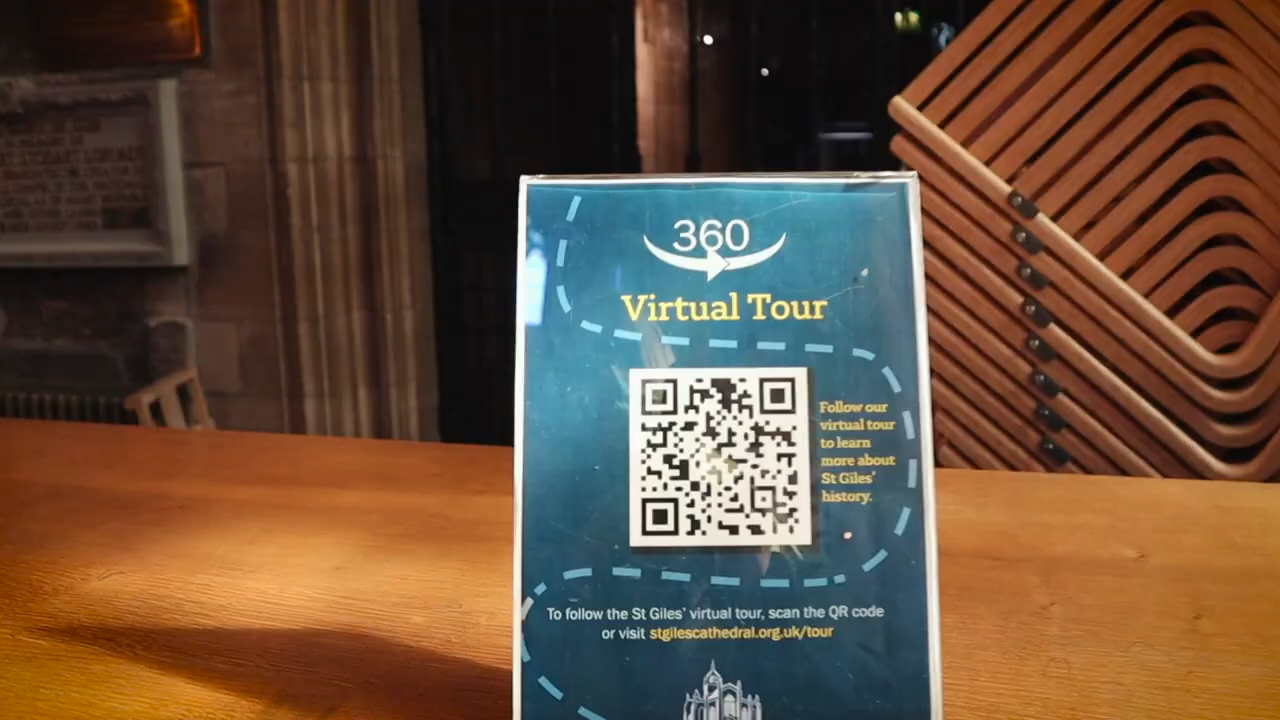 360
Virtual Tour
Follow our
virtual tour
to learn
more about
St Giles'
history.
To follow the St Giles' virtual tour, scan the QR code
or visit stgilescathedral.org.uk/tour